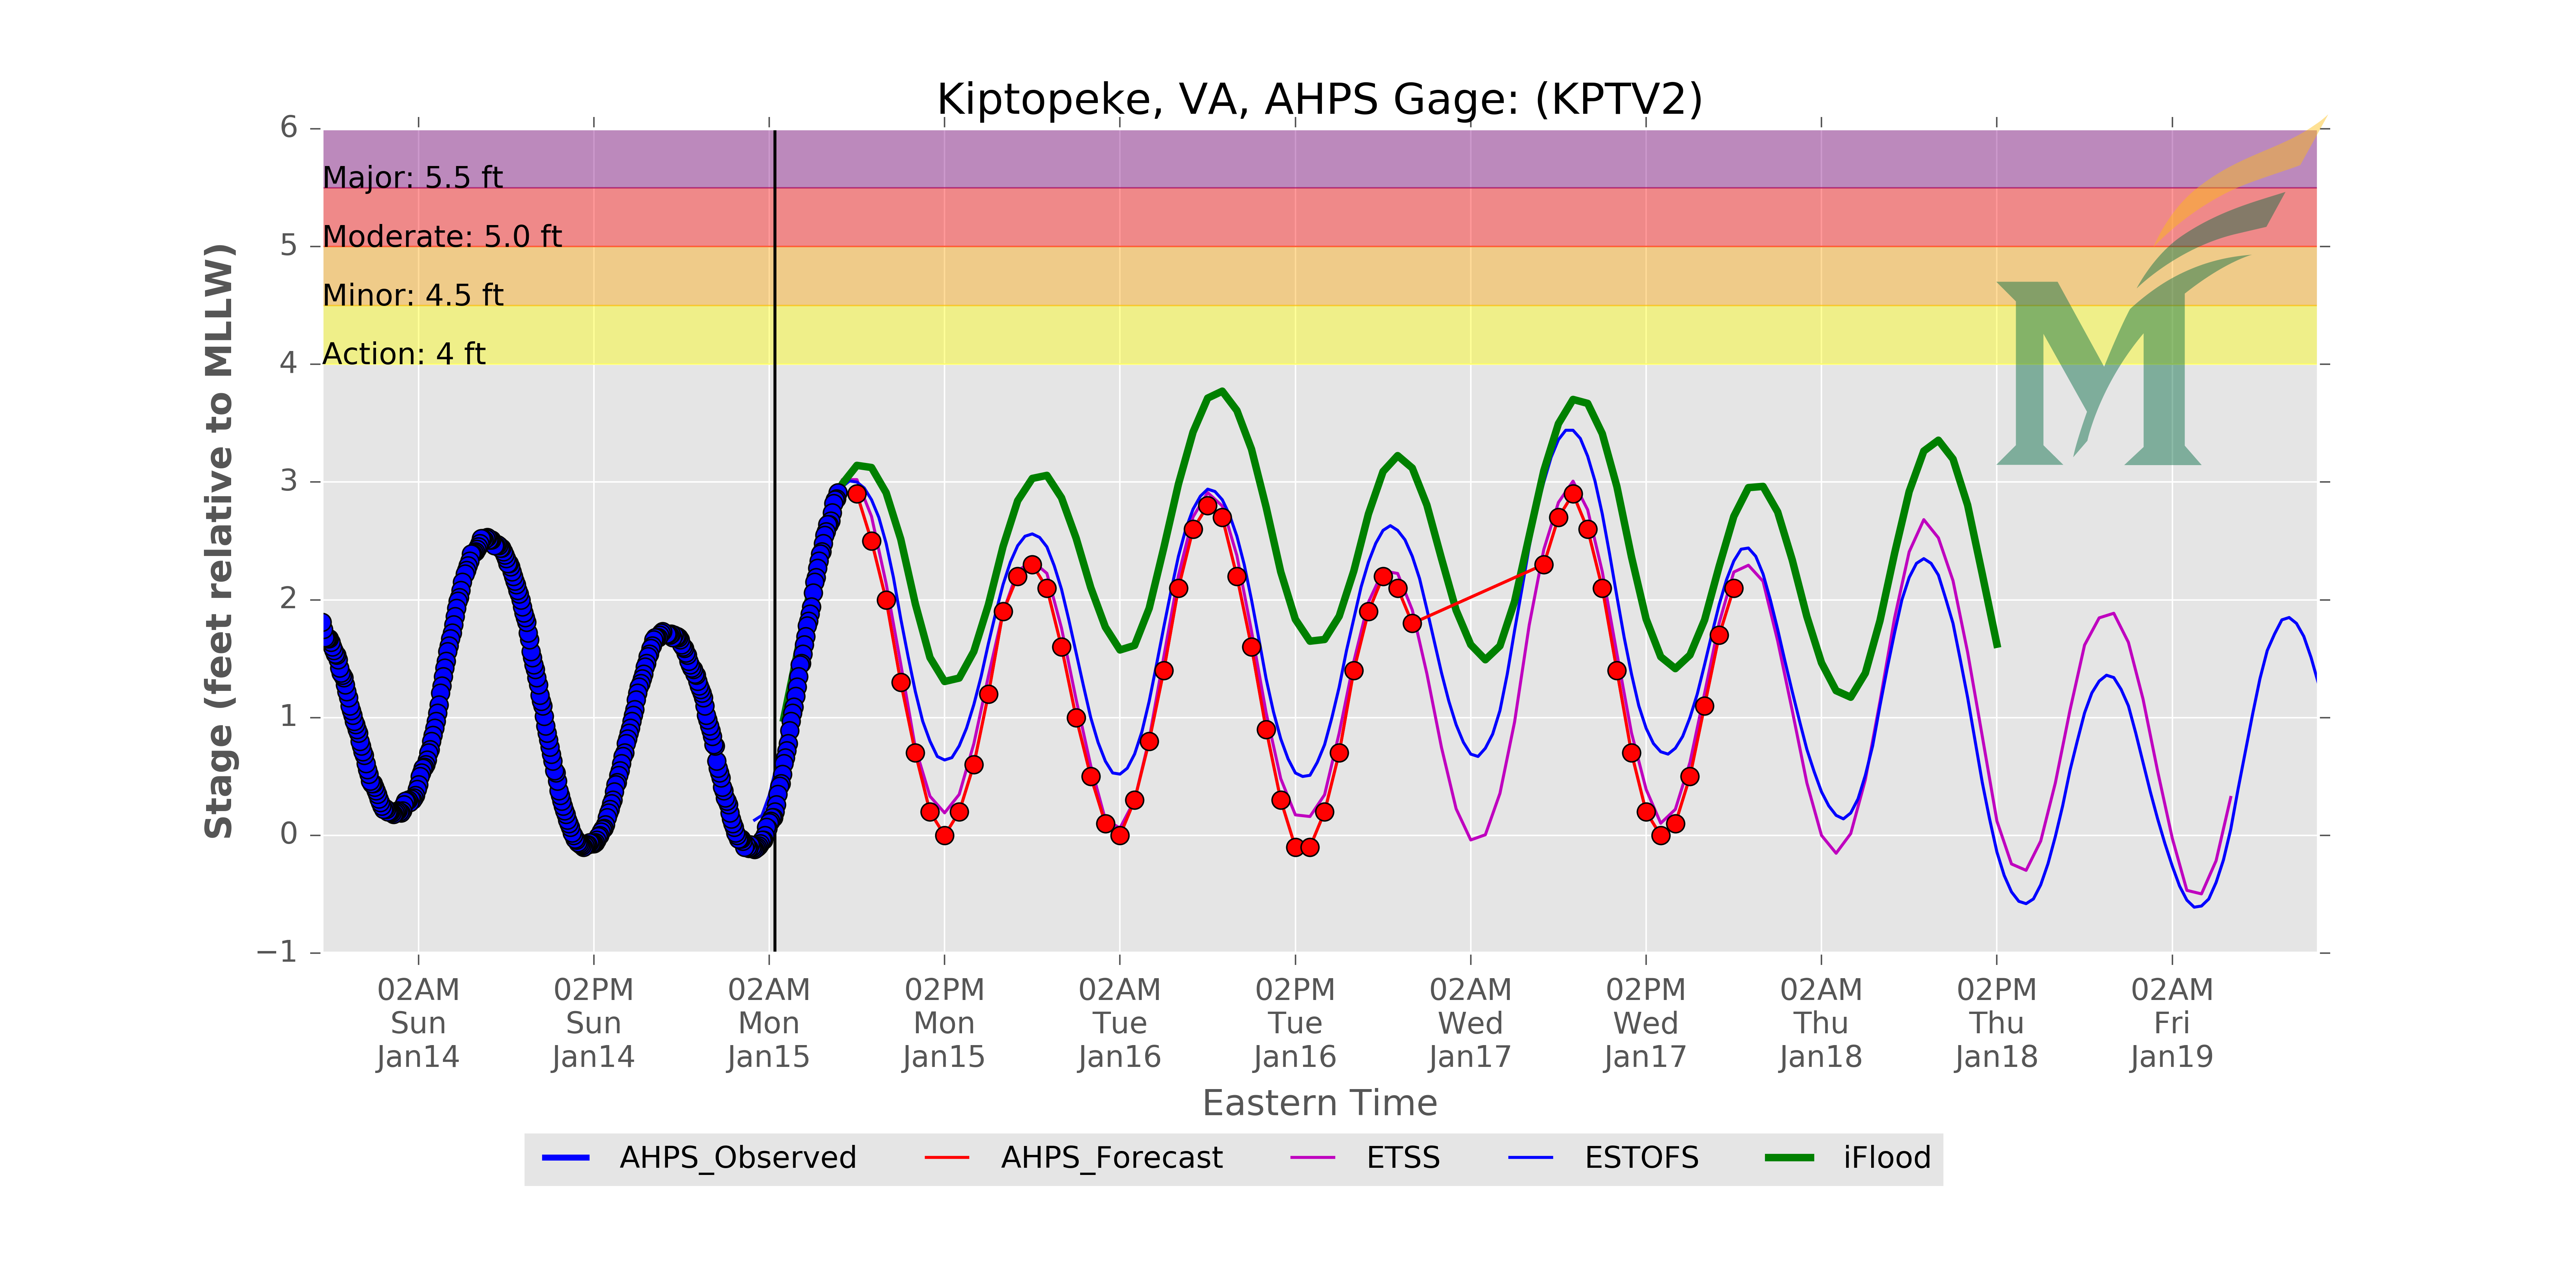 Kiptopeke, VA, AHPS Gage: (KPTV2)
6
Major: 5.5 ft
Moderate: 5.0 ft
5
Minor: 4.5 ft
Action: 4 ft
4
3
2
1
0
−1
Stage (feet relative to MLLW)
02AM 02PM 02AM 02PM 02AM 02PM 02AM 02PM 02AM 02PM 02AM
Sun Sun Mon Mon Tue Tue Wed Wed Thu Thu Fri
Jan14 Jan14 Jan15 Jan15 Jan16 Jan16 Jan17 Jan17 Jan18 Jan18 Jan19
Eastern Time
AHPS_Observed AHPS_Forecast ETSS ESTOFS iFlood
M